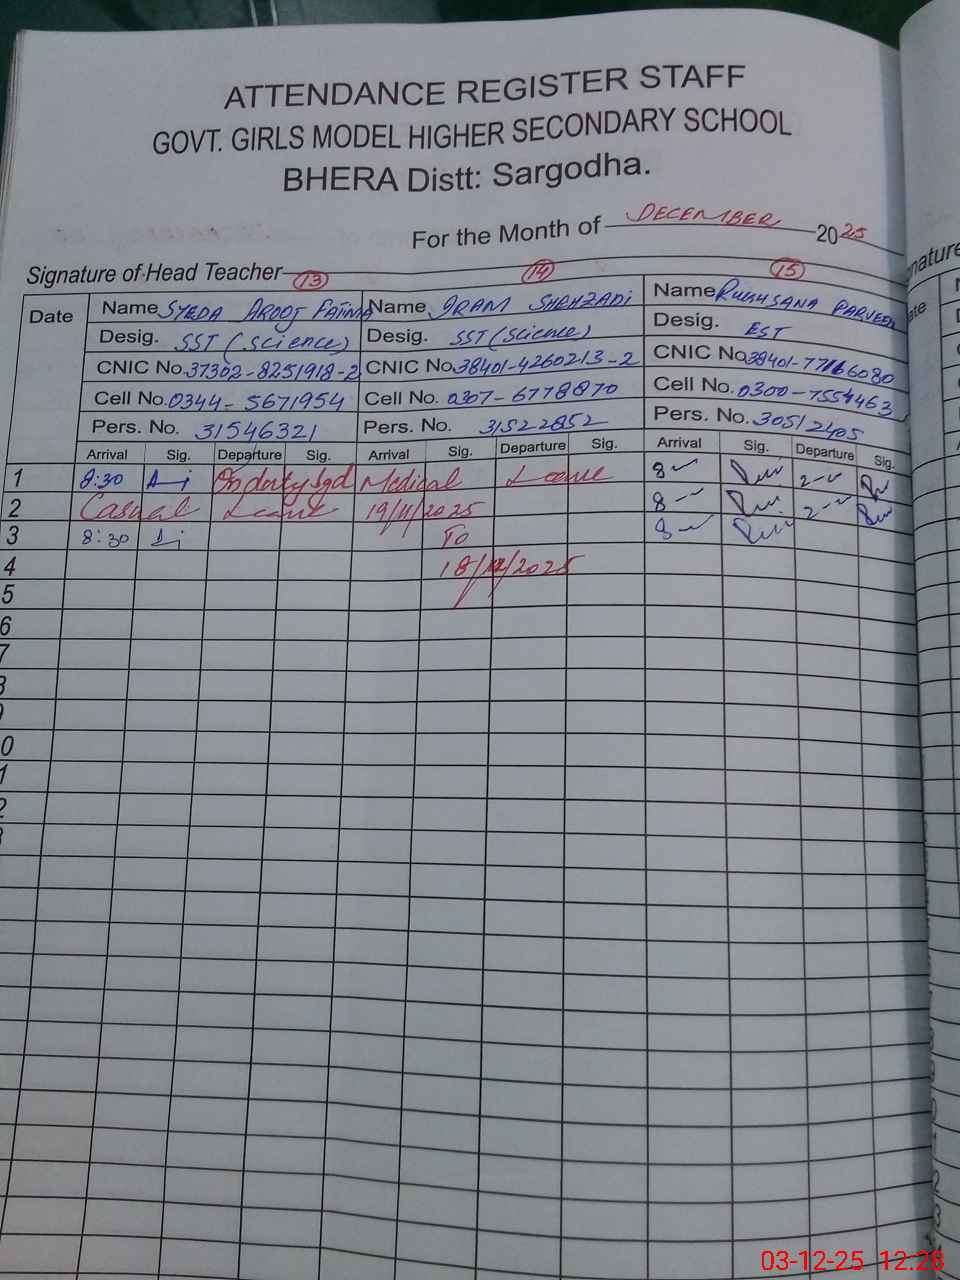 ATTENDANCE REGISTER STAFF
GOVT. GIRLS MODEL HIGHER SECONDARY SCHOOL
BHERA Distt: Sargodha.
For the Month of DECEMBER 2025
Signature of Head Teacher 13 14 15
Date Name SYEDA AROOJ FATIMA Name IRAM SHEHZADI Name RUKHSANA PARVEEN
Desig. SST (Science) Desig. SST (Science) Desig. EST
CNIC No. 37302-8251918-2 CNIC No. 38401-4260213-2 CNIC No. 38401-77166080
Cell No. 0344-5671954 Cell No. 0307-6778870 Cell No. 0300-7554463
Pers. No. 31546321 Pers. No. 31522852 Pers. No. 30512405
Arrival Sig. Departure Sig. Arrival Sig. Departure Sig. Arrival Sig. Departure Sig.
1 8:30 On duty Sgd Medical Leave 8 2
2 Casual Leave 19/11/2025 8 2
3 8:30 To 8
4 18/12/2025
5
6
7
8
9
0
1
2
3
03-12-25 12:28